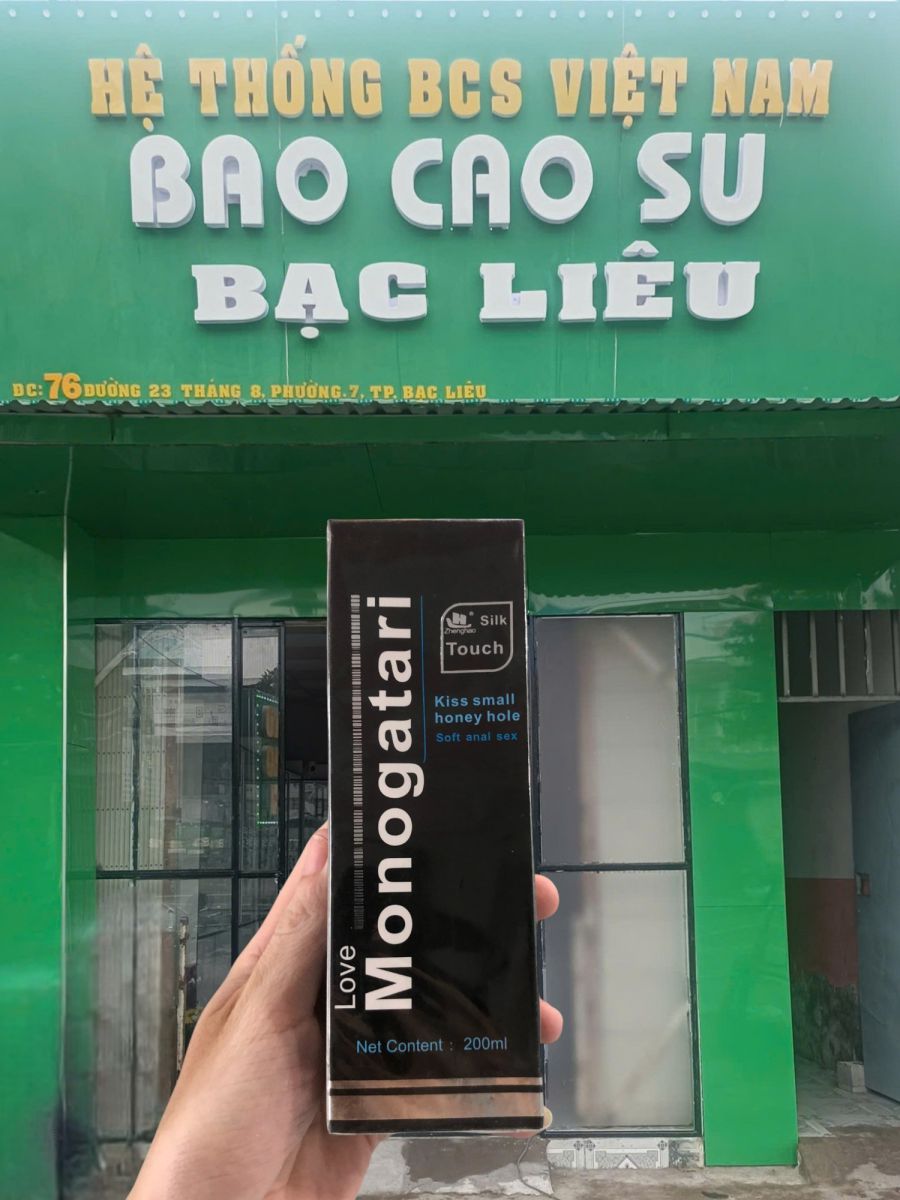 HỆ THỐNG BCS VIỆT NAM
BAO CAO SU
BẠC LIÊU
ĐC: 76 ĐƯỜNG 23 THÁNG 8, PHƯỜNG.7, TP. BẠC LIÊU
Zhenghao
Silk
Touch
Kiss small
honey hole
Soft anal sex
Love
Monogatari
Net Content : 200ml